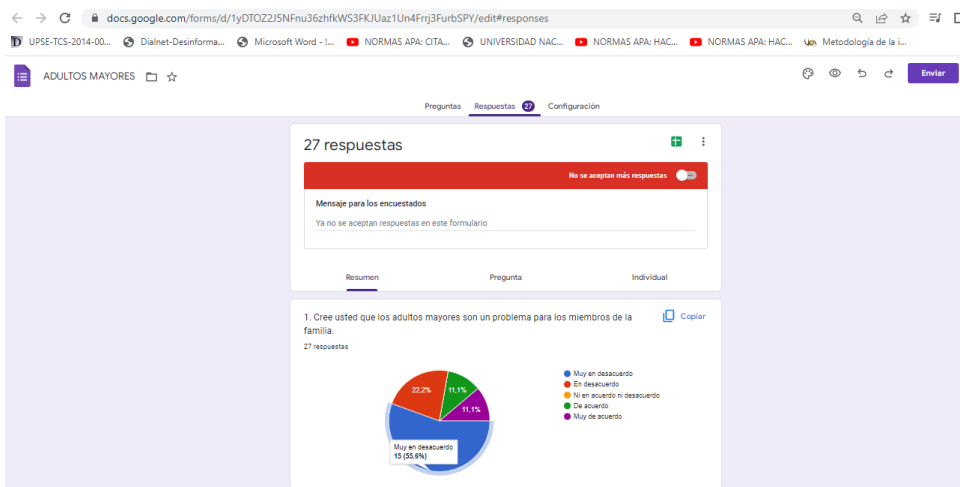 docs.google.com/forms/d/1yDTOZ2J5NFnu36zhfkWS3FKJUaz1Un4Frrj3FurbSPY/edit#responses
UPSE-TCS-2014-00... Dialnet-Desinforma... Microsoft Word - !... NORMAS APA: CITA... UNIVERSIDAD NAC... NORMAS APA: HAC... NORMAS APA: HAC... Metodología de la i...
ADULTOS MAYORES
Enviar
Preguntas Respuestas 27 Configuración
27 respuestas
No se aceptan más respuestas
Mensaje para los encuestados
Ya no se aceptan respuestas en este formulario
Resumen Pregunta Individual
1. Cree usted que los adultos mayores son un problema para los miembros de la
familia.
Copiar
27 respuestas
22,2%
11,1%
11,1%
Muy en desacuerdo
15 (55,6%)
Muy en desacuerdo
En desacuerdo
Ni en acuerdo ni desacuerdo
De acuerdo
Muy de acuerdo